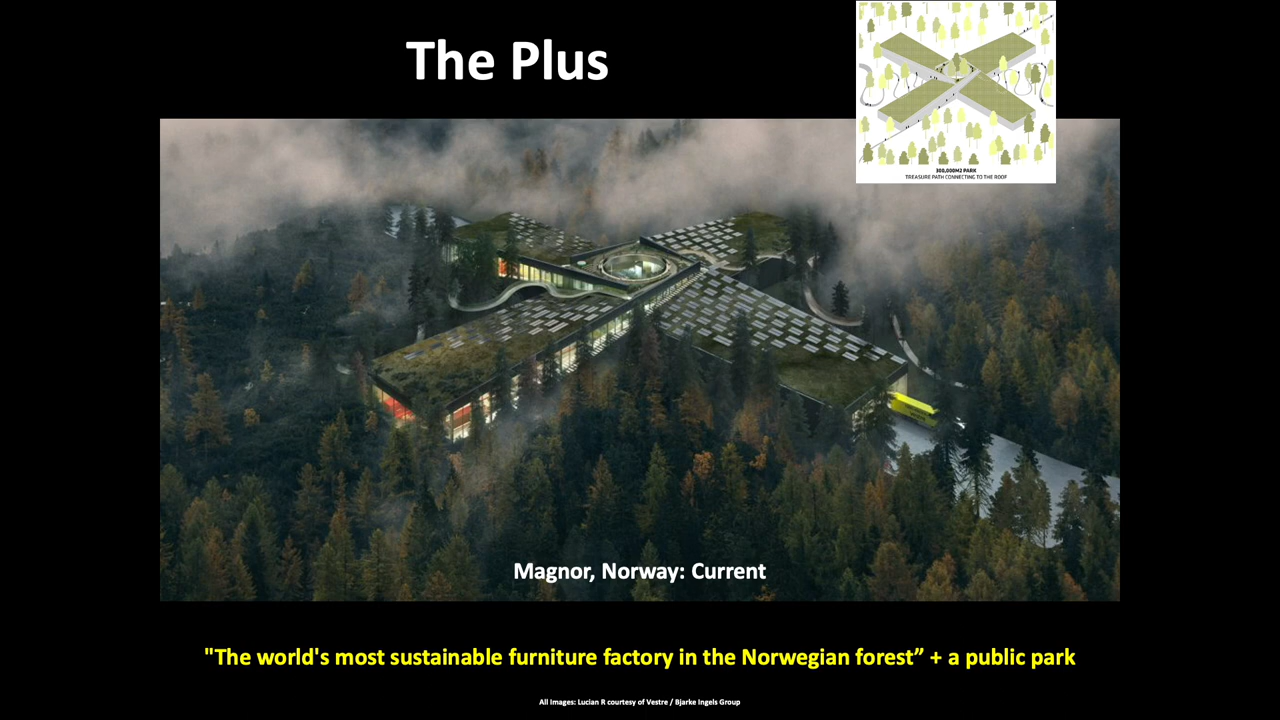 The Plus
300,000M2 PARK
TREASURE PATH CONNECTING TO THE ROOF
Magnor, Norway: Current
"The world's most sustainable furniture factory in the Norwegian forest” + a public park
All Images: Lucian R courtesy of Vestre / Bjarke Ingels Group